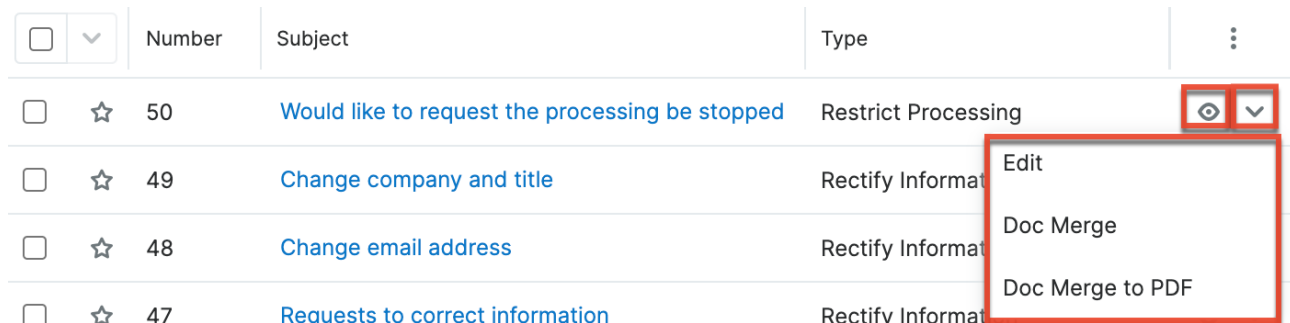 Number Subject Type
50 Would like to request the processing be stopped Restrict Processing
Edit
49 Change company and title Rectify Informat
Doc Merge
48 Change email address Rectify Informat
Doc Merge to PDF
47 Requests to correct information Rectify Informat